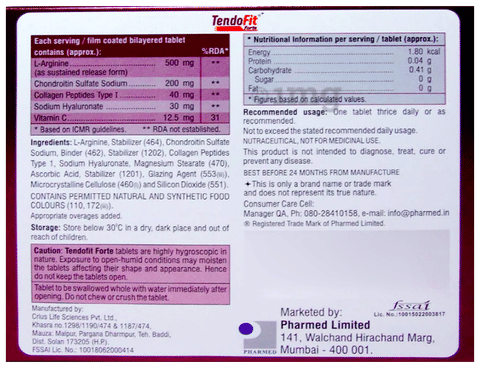 TendoFit
Forte
Each serving / film coated bilayered tablet
contains (approx.): %RDA*
L-Arginine 500 mg **
(as sustained release form)
Chondroitin Sulfate Sodium 200 mg **
Collagen Peptides Type I 40 mg **
Sodium Hyaluronate 30 mg **
Vitamin C 12.5 mg 31
* Based on ICMR guidelines. ** RDA not established.
Ingredients: L-Arginine, Stabilizer (464), Chondroitin Sulfate
Sodium, Binder (462), Stabilizer (1202), Collagen Peptides
Type 1, Sodium Hyaluronate, Magnesium Stearate (470),
Ascorbic Acid, Stabilizer (1201), Glazing Agent (553),
Microcrystalline Cellulose (460) and Silicon Dioxide (551).
CONTAINS PERMITTED NATURAL AND SYNTHETIC FOOD
COLOURS (110, 172).
Appropriate overages added.
Storage: Store below 30°C in a dry, dark place and out of
reach of children.
Caution: Tendofit Forte tablets are highly hygroscopic in
nature. Exposure to open-humid conditions may moisten
the tablets affecting their shape and appearance. Hence
do not keep the tablets open.
Tablet to be swallowed whole with water immediately after
opening. Do not chew or crush the tablet.
Manufactured by:
Crius Life Sciences Pvt. Ltd.,
Khasra no.1298/1190/474 & 1187/474.
Mauza: Malpur, Pargana Dharmpur, Teh. Baddi,
Dist. Solan 173205 (H.P.)
FSSAI Lic. No.: 10018062000414
* Nutritional Information per serving / tablet (approx.):
Energy 1.80 kcal
Protein 0.04 g
Carbohydrate 0.41 g
Sugar 0 g
Fat 0 g
* Figures based on calculated values.
1mg
Recommended usage: One tablet thrice daily or as
recommended.
Not to exceed the stated recommended daily usage.
NUTRACEUTICAL, NOT FOR MEDICINAL USE.
This product is not intended to diagnose, treat, cure or
prevent any disease.
BEST BEFORE 24 MONTHS FROM MANUFACTURE
✦This is only a brand name or trade mark
and does not represent its true nature.
Consumer Care Cell:
Manager QA, Ph: 080-28410158, e-mail: info@pharmed.in
® Registered Trade Mark of Pharmed Limited.
fssai
Lic. No.:10015022003817
Marketed by:
Pharmed Limited
141, Walchand Hirachand Marg,
Mumbai - 400 001.
PHARMED